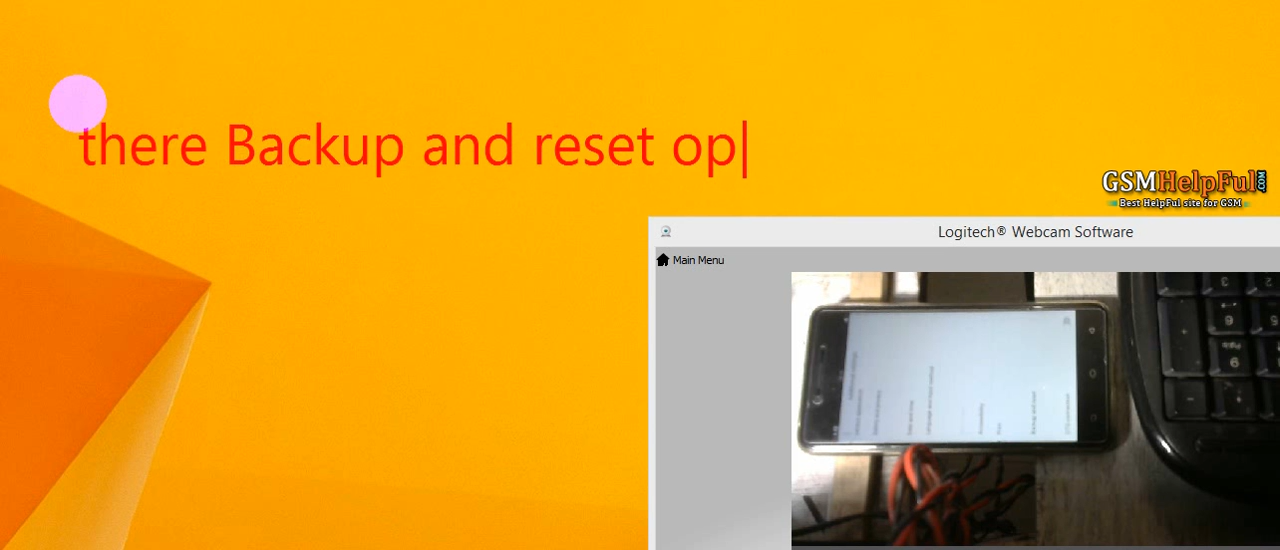 there Backup and reset op
GSMHelpFul.COM
Best HelpFul site for GSM
Logitech® Webcam Software
Main Menu
Backup and reset